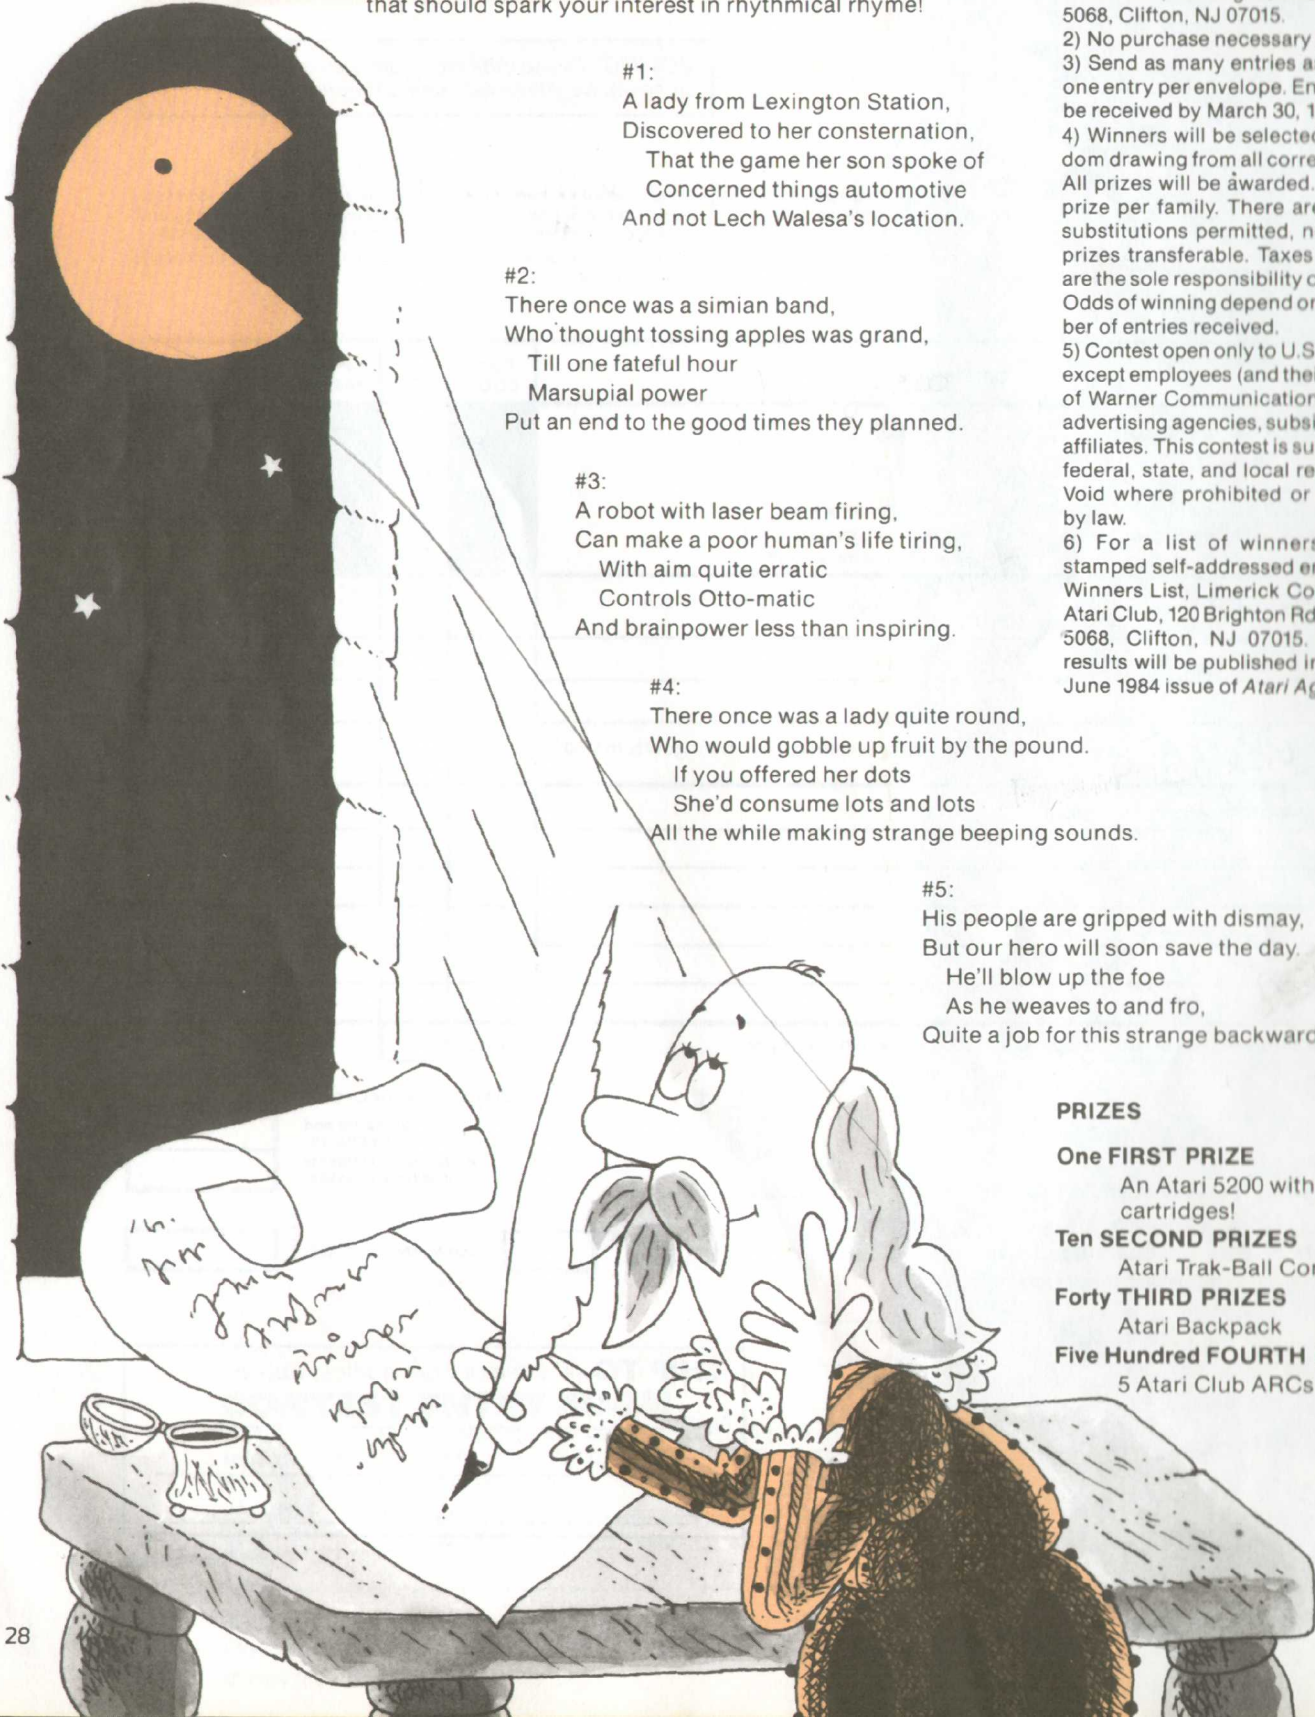 that should spark your interest in rhythmical rhyme!
#1:
A lady from Lexington Station,
Discovered to her consternation,
That the game her son spoke of
Concerned things automotive
And not Lech Walesa's location.
#2:
There once was a simian band,
Who thought tossing apples was grand,
Till one fateful hour
Marsupial power
Put an end to the good times they planned.
#3:
A robot with laser beam firing,
Can make a poor human's life tiring,
With aim quite erratic
Controls Otto-matic
And brainpower less than inspiring.
#4:
There once was a lady quite round,
Who would gobble up fruit by the pound.
If you offered her dots
She'd consume lots and lots
All the while making strange beeping sounds.
#5:
His people are gripped with dismay,
But our hero will soon save the day.
He'll blow up the foe
As he weaves to and fro,
Quite a job for this strange backward
5068, Clifton, NJ 07015.
2) No purchase necessary
3) Send as many entries a
one entry per envelope. En
be received by March 30, 1
4) Winners will be selecte
dom drawing from all corre
All prizes will be awarded.
prize per family. There are
substitutions permitted, n
prizes transferable. Taxes
are the sole responsibility o
Odds of winning depend on
ber of entries received.
5) Contest open only to U.S
except employees (and thei
of Warner Communication
advertising agencies, subsi
affiliates. This contest is su
federal, state, and local re
Void where prohibited or
by law.
6) For a list of winners
stamped self-addressed e
Winners List, Limerick Co
Atari Club, 120 Brighton Rd
5068, Clifton, NJ 07015.
results will be published in
June 1984 issue of Atari Ag
PRIZES
One FIRST PRIZE
An Atari 5200 with
cartridges!
Ten SECOND PRIZES
Atari Trak-Ball Co
Forty THIRD PRIZES
Atari Backpack
Five Hundred FOURTH
5 Atari Club ARCs
28